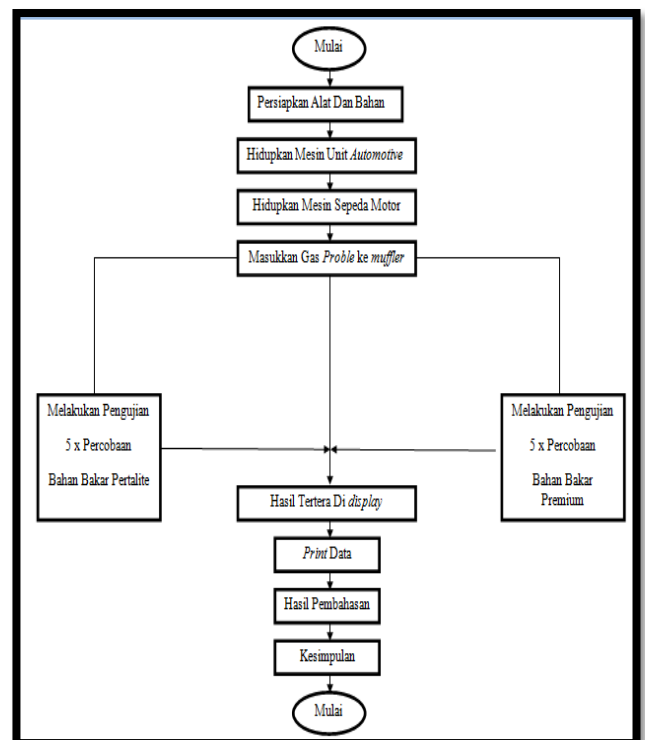 Mulai
Persiapkan Alat Dan Bahan
Hidupkan Mesin Unit Automotive
Hidupkan Mesin Sepeda Motor
Masukkan Gas Proble ke muffler
Melakukan Pengujian
5 x Percobaan
Bahan Bakar Pertalite
Melakukan Pengujian
5 x Percobaan
Bahan Bakar
Premium
Hasil Tertera Di display
Print Data
Hasil Pembahasan
Kesimpulan
Mulai